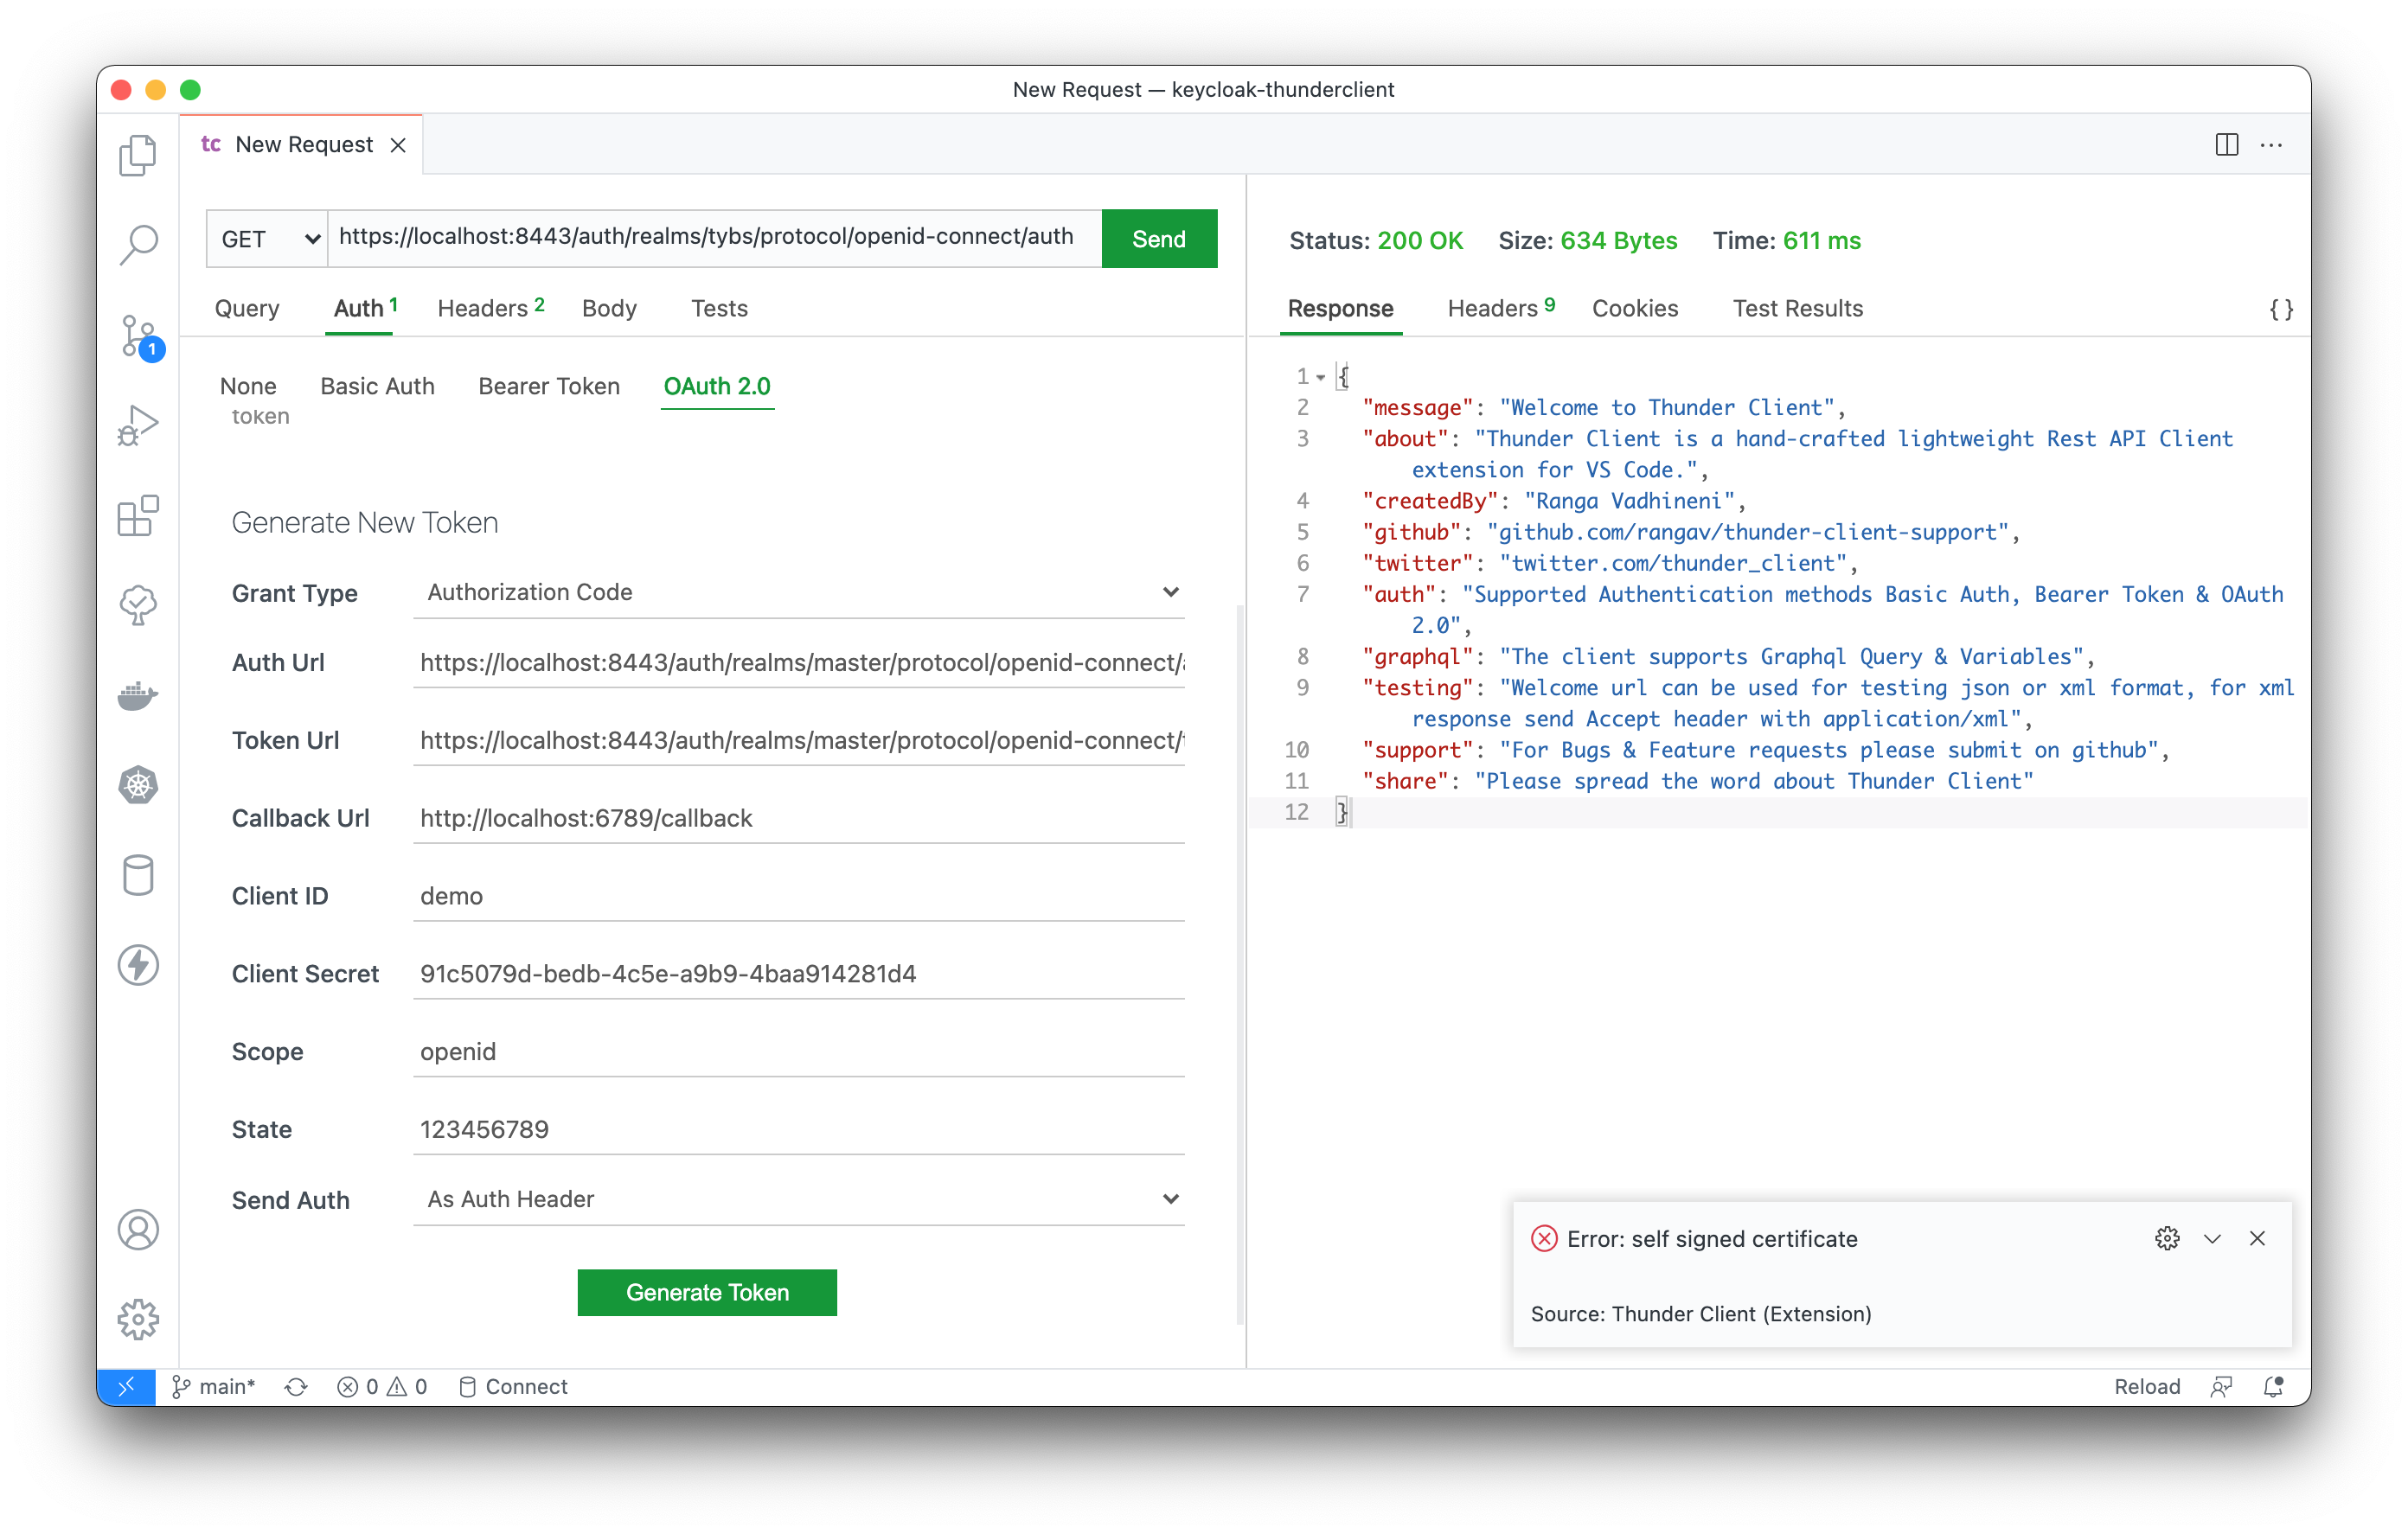 New Request — keycloak-thunderclient
tc New Request
GET https://localhost:8443/auth/realms/tybs/protocol/openid-connect/auth Send
Query Auth 1 Headers 2 Body Tests
None Basic Auth Bearer Token OAuth 2.0
token
Generate New Token
Grant Type Authorization Code
Auth Url https://localhost:8443/auth/realms/master/protocol/openid-connect/
Token Url https://localhost:8443/auth/realms/master/protocol/openid-connect/
Callback Url http://localhost:6789/callback
Client ID demo
Client Secret 91c5079d-bedb-4c5e-a9b9-4baa914281d4
Scope openid
State 123456789
Send Auth As Auth Header
Generate Token
Status: 200 OK Size: 634 Bytes Time: 611 ms
Response Headers 9 Cookies Test Results {}
1 {
2 "message": "Welcome to Thunder Client",
3 "about": "Thunder Client is a hand-crafted lightweight Rest API Client
extension for VS Code.",
4 "createdBy": "Ranga Vadhineni",
5 "github": "github.com/rangav/thunder-client-support",
6 "twitter": "twitter.com/thunder_client",
7 "auth": "Supported Authentication methods Basic Auth, Bearer Token & OAuth
2.0",
8 "graphql": "The client supports Graphql Query & Variables",
9 "testing": "Welcome url can be used for testing json or xml format, for xml
response send Accept header with application/xml",
10 "support": "For Bugs & Feature requests please submit on github",
11 "share": "Please spread the word about Thunder Client"
12 }
Error: self signed certificate
Source: Thunder Client (Extension)
1
main* 0 0 Connect Reload